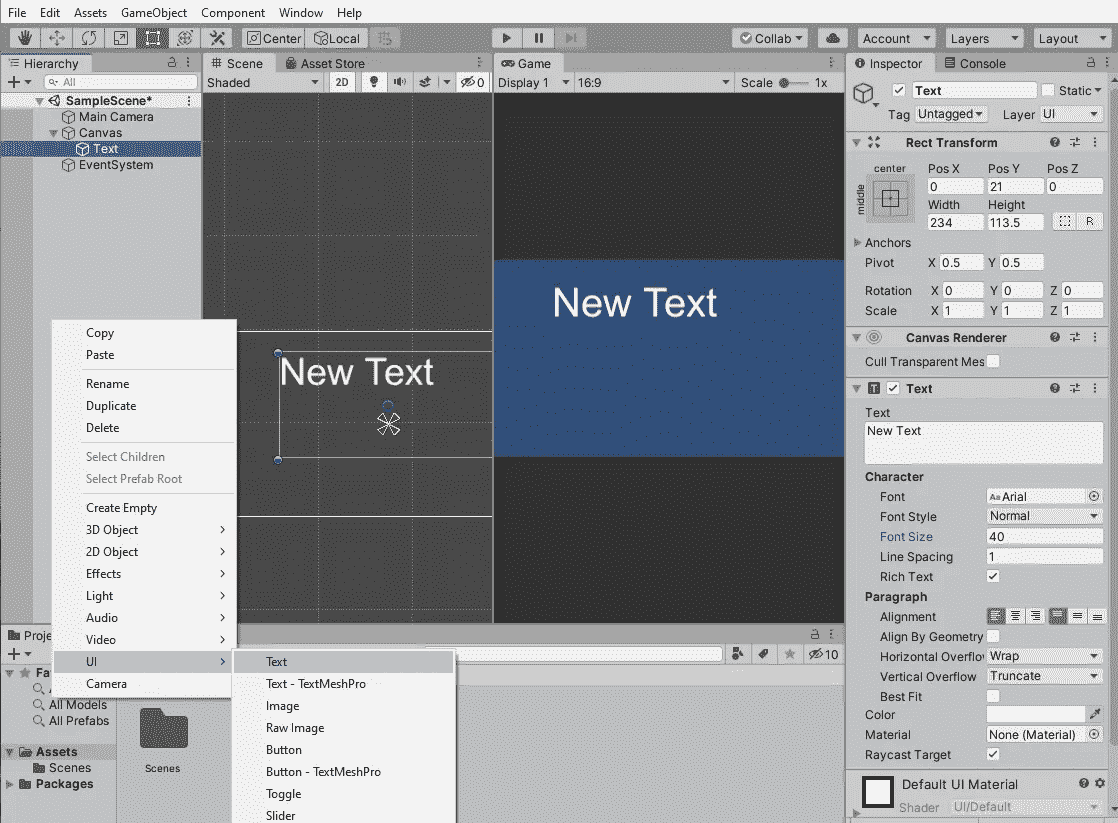 File Edit Assets GameObject Component Window Help
Center Local Collab Account Layers Layout
Hierarchy
All
SampleScene*
Main Camera
Canvas
Text
EventSystem
Scene Asset Store
Shaded 2D 0
New Text
Game
Display 1 16:9 Scale 1x
New Text
Copy
Paste
Rename
Duplicate
Delete
Select Children
Select Prefab Root
Create Empty
3D Object
2D Object
Effects
Light
Audio
Video
UI
Camera
Text
Text - TextMeshPro
Image
Raw Image
Button
Button - TextMeshPro
Toggle
Slider
Proje
10
Fa
All Models
All Prefabs
Assets
Scenes
Packages
Scenes
Inspector Console
Text Static
Tag Untagged Layer UI
Rect Transform
center
middle
Pos X Pos Y Pos Z
0 21 0
Width Height
234 113.5 R
Anchors
Pivot X 0.5 Y 0.5
Rotation X 0 Y 0 Z 0
Scale X 1 Y 1 Z 1
Canvas Renderer
Cull Transparent Mes
Text
Text
New Text
Character
Font Aa Arial
Font Style Normal
Font Size 40
Line Spacing 1
Rich Text
Paragraph
Alignment
Align By Geometry
Horizontal Overflo Wrap
Vertical Overflow Truncate
Best Fit
Color
Material None (Material)
Raycast Target
Default UI Material
Shader UI/Default